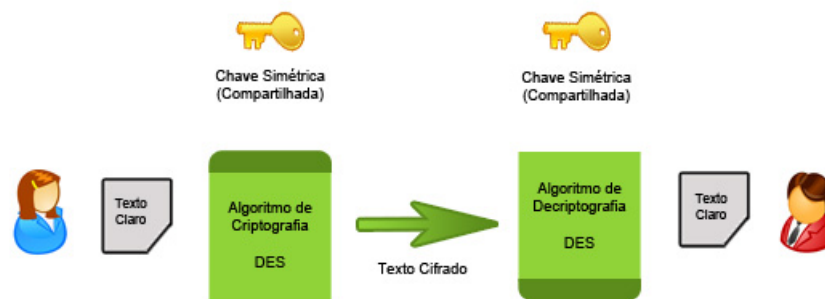 Chave Simétrica
(Compartilhada)
Chave Simétrica
(Compartilhada)
Texto
Claro
Algoritmo de
Criptografia
DES
Texto Cifrado
Algoritmo de
Decriptografia
DES
Texto
Claro